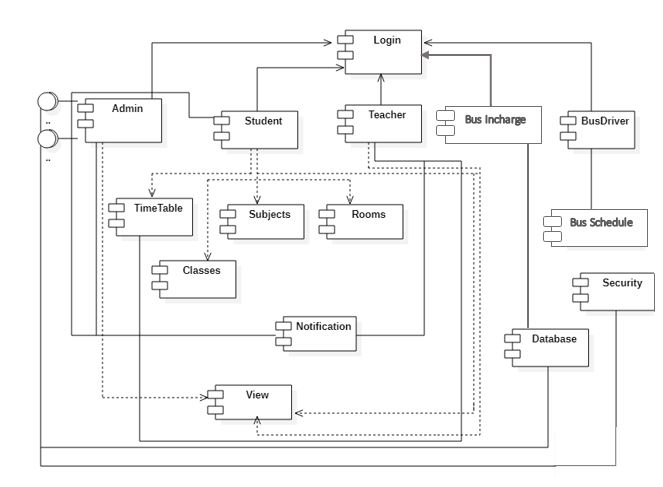 Login
Admin
Student
Teacher
Bus Incharge
BusDriver
..
..
TimeTable
Subjects
Rooms
Bus Schedule
Classes
Security
Notification
Database
View